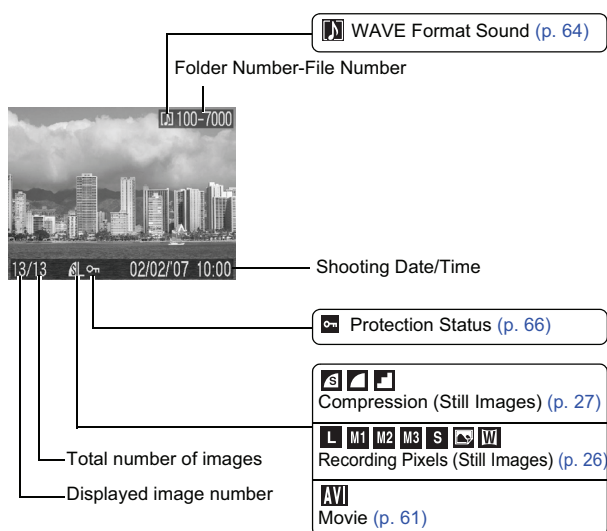 WAVE Format Sound (p. 64)
Folder Number-File Number
100-7000
13/13 L 02/02/'07 10:00
Shooting Date/Time
Protection Status (p. 66)
S
Compression (Still Images) (p. 27)
L M1 M2 M3 S W
Recording Pixels (Still Images) (p. 26)
Total number of images
Displayed image number
AVI
Movie (p. 61)